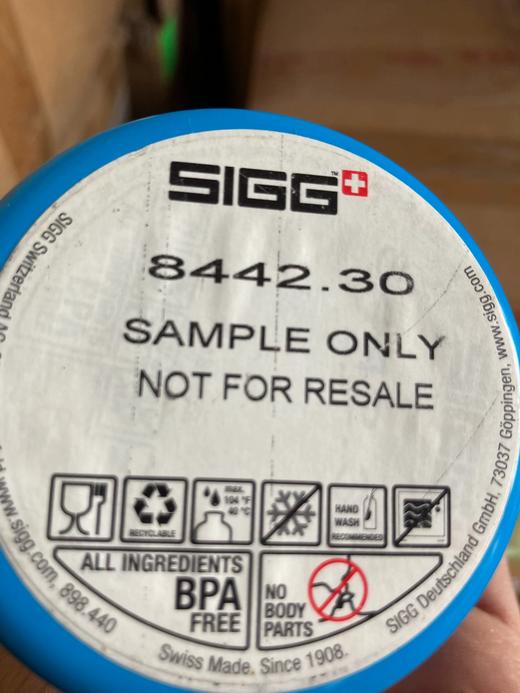 SIGG
8442.30
SAMPLE ONLY
NOT FOR RESALE
RECYCLABLE
max.
104 °F
40 °C
HAND
WASH
RECOMMENDED
ALL INGREDIENTS
BPA
FREE
NO
BODY
PARTS
SIGG Switzerland AG
www.sigg.com, 898.440
Swiss Made. Since 1908.
SIGG Deutschland GmbH, 73037 Göppingen, www.sigg.com